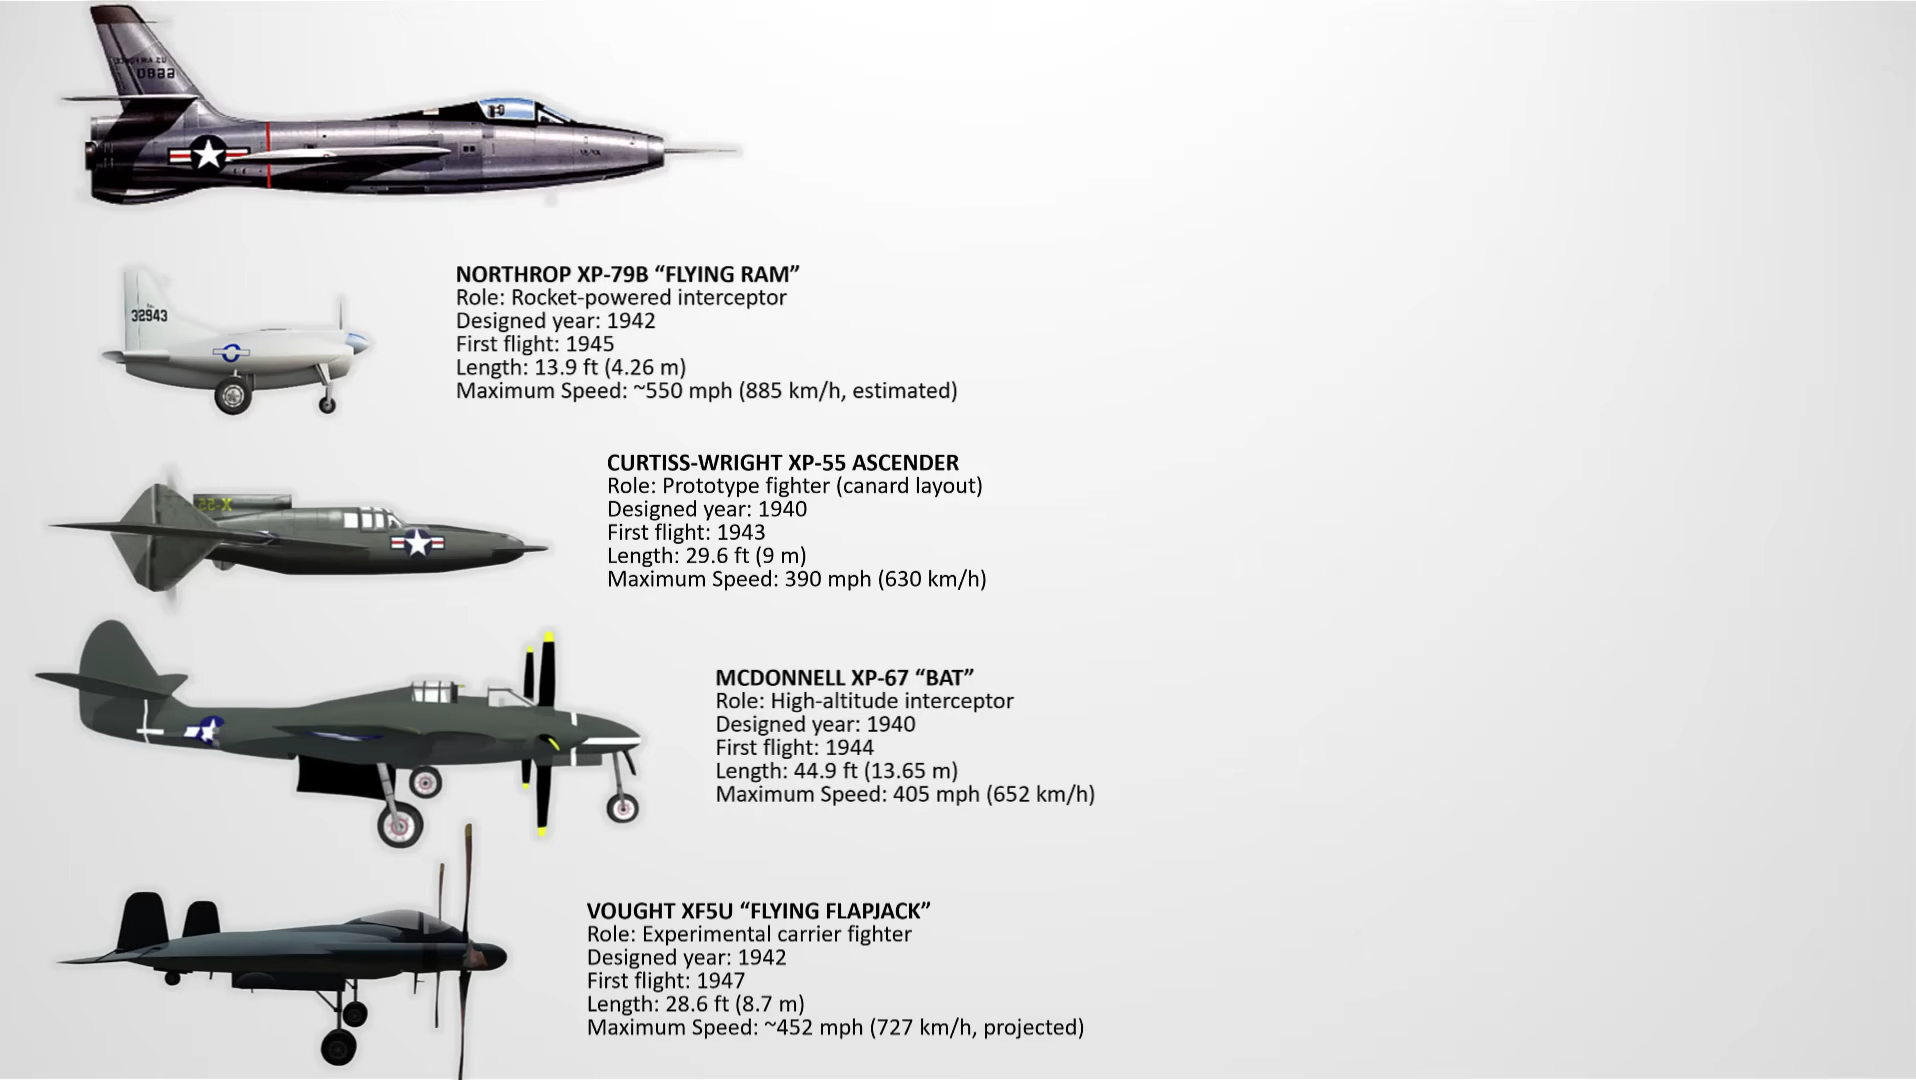 NORTHROP XP-79B “FLYING RAM”
Role: Rocket-powered interceptor
Designed year: 1942
First flight: 1945
Length: 13.9 ft (4.26 m)
Maximum Speed: ~550 mph (885 km/h, estimated)
32943
CURTISS-WRIGHT XP-55 ASCENDER
Role: Prototype fighter (canard layout)
Designed year: 1940
First flight: 1943
Length: 29.6 ft (9 m)
Maximum Speed: 390 mph (630 km/h)
MCDONNELL XP-67 “BAT”
Role: High-altitude interceptor
Designed year: 1940
First flight: 1944
Length: 44.9 ft (13.65 m)
Maximum Speed: 405 mph (652 km/h)
VOUGHT XF5U “FLYING FLAPJACK”
Role: Experimental carrier fighter
Designed year: 1942
First flight: 1947
Length: 28.6 ft (8.7 m)
Maximum Speed: ~452 mph (727 km/h, projected)